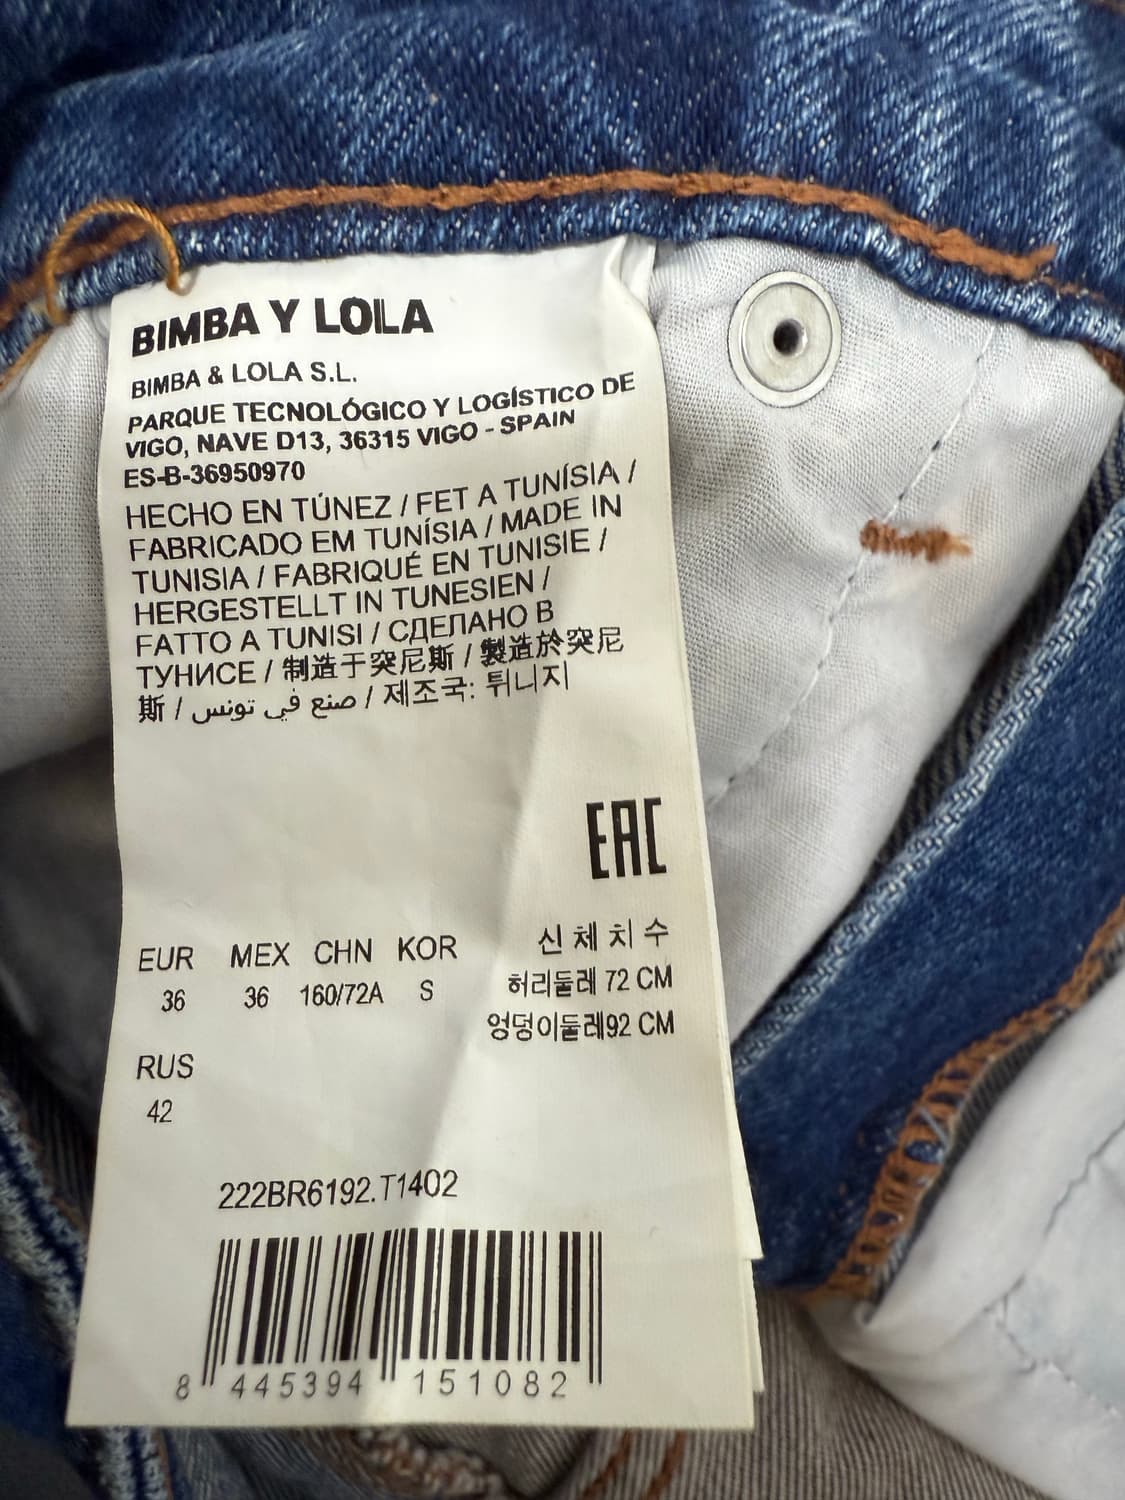 BIMBA Y LOLA
BIMBA & LOLA S.L.
PARQUE TECNOLÓGICO Y LOGÍSTICO DE
VIGO, NAVE D13, 36315 VIGO - SPAIN
ES-B-36950970
HECHO EN TÚNEZ / FET A TUNÍSIA /
FABRICADO EM TUNÍSIA / MADE IN
TUNISIA / FABRIQUÉ EN TUNISIE /
HERGESTELLT IN TUNESIEN /
FATTO A TUNISI / СДЕЛАНО В
ТУНИСЕ / 制造于突尼斯 / 製造於突尼
斯 / صنع في تونس / 제조국: 튀니지
EAC
EUR MEX CHN KOR 신체치수
36 36 160/72A S 허리둘레 72 CM
엉덩이둘레92 CM
RUS
42
222BR6192.T1402
8 445394 151082